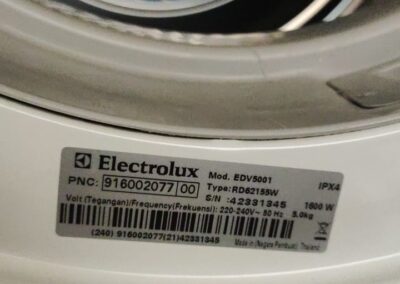 Electrolux Mod. EDV5001
PNC: 916002077 00 Type: RD62155W IPX4
S/N :42331345 1600 W
Volt (Tegangan)/Frequency(Frekuensi): 220-240V~ 50 Hz 5.0kg
(240) 916002077(21)42331345 Made in (Negara Pembuat), Thailand